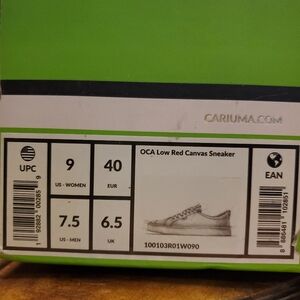 CARIUMA.COM
UPC
9
US - WOMEN
40
EUR
OCA Low Red Canvas Sneaker
EAN
7.5
US - MEN
6.5
UK
100103R01W090